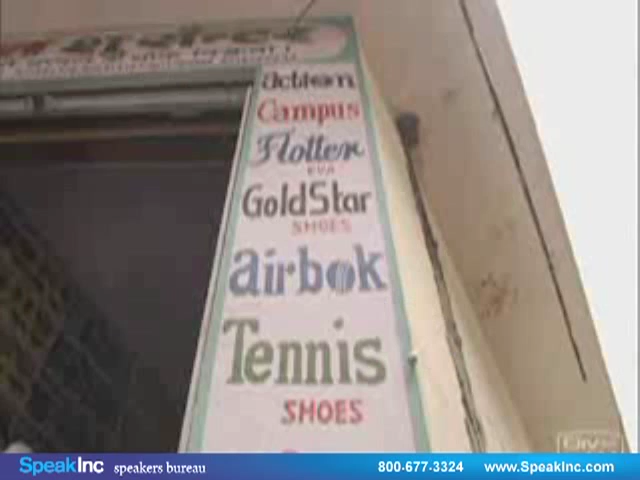 action
Campus
Flotter
EVA
GoldStar
SHOES
airbok
Tennis
SHOES
SpeakInc speakers bureau 800-677-3324 www.SpeakInc.com